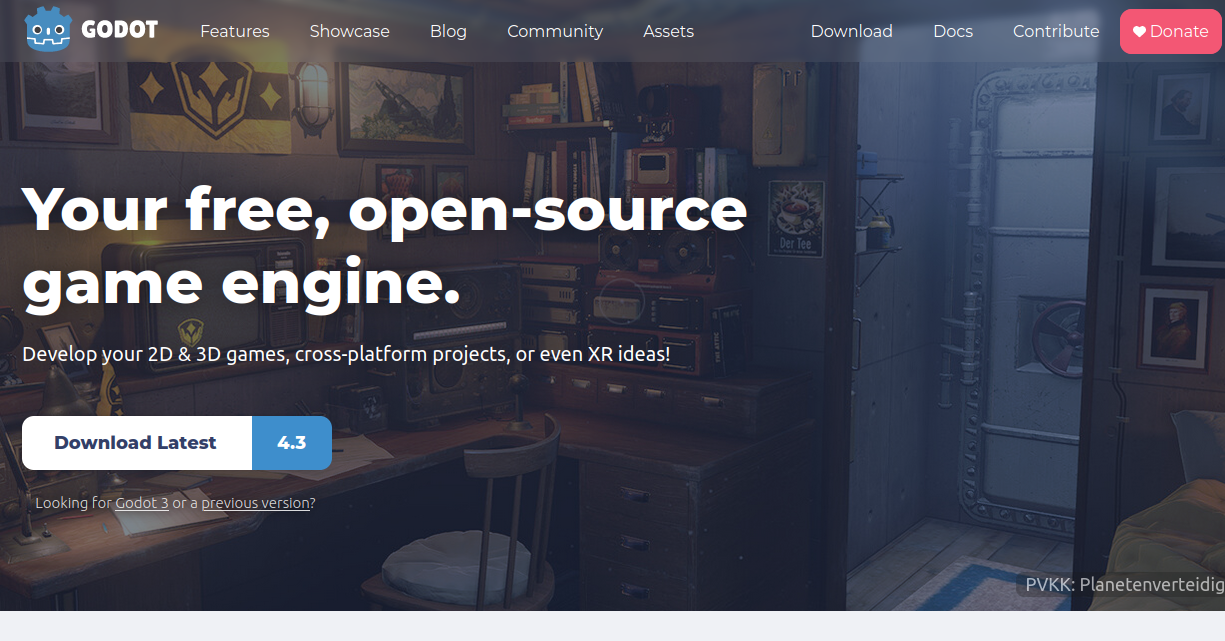 GODOT
Features
Showcase
Blog
Community
Assets
Download
Docs
Contribute
Donate
Your free, open-source
game engine.
Develop your 2D & 3D games, cross-platform projects, or even XR ideas!
Der Tee
Download Latest
4.3
Looking for Godot 3 or a previous version?
PVKK: Planetenverteidig